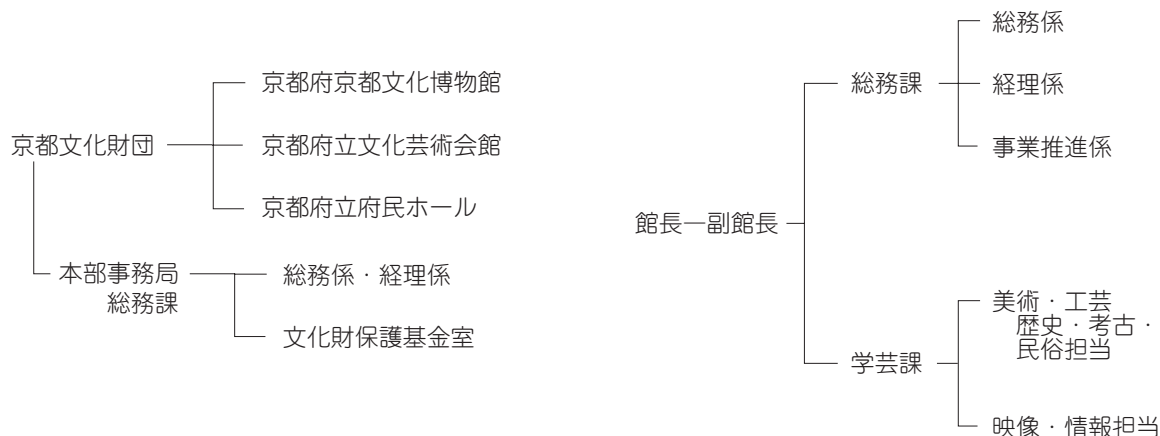 京都文化財団
京都府京都文化博物館
京都府立文化芸術会館
京都府立府民ホール
本部事務局
総務課
総務係・経理係
文化財保護基金室
館長―副館長
総務課
総務係
経理係
事業推進係
学芸課
美術・工芸
歴史・考古・
民俗担当
映像・情報担当